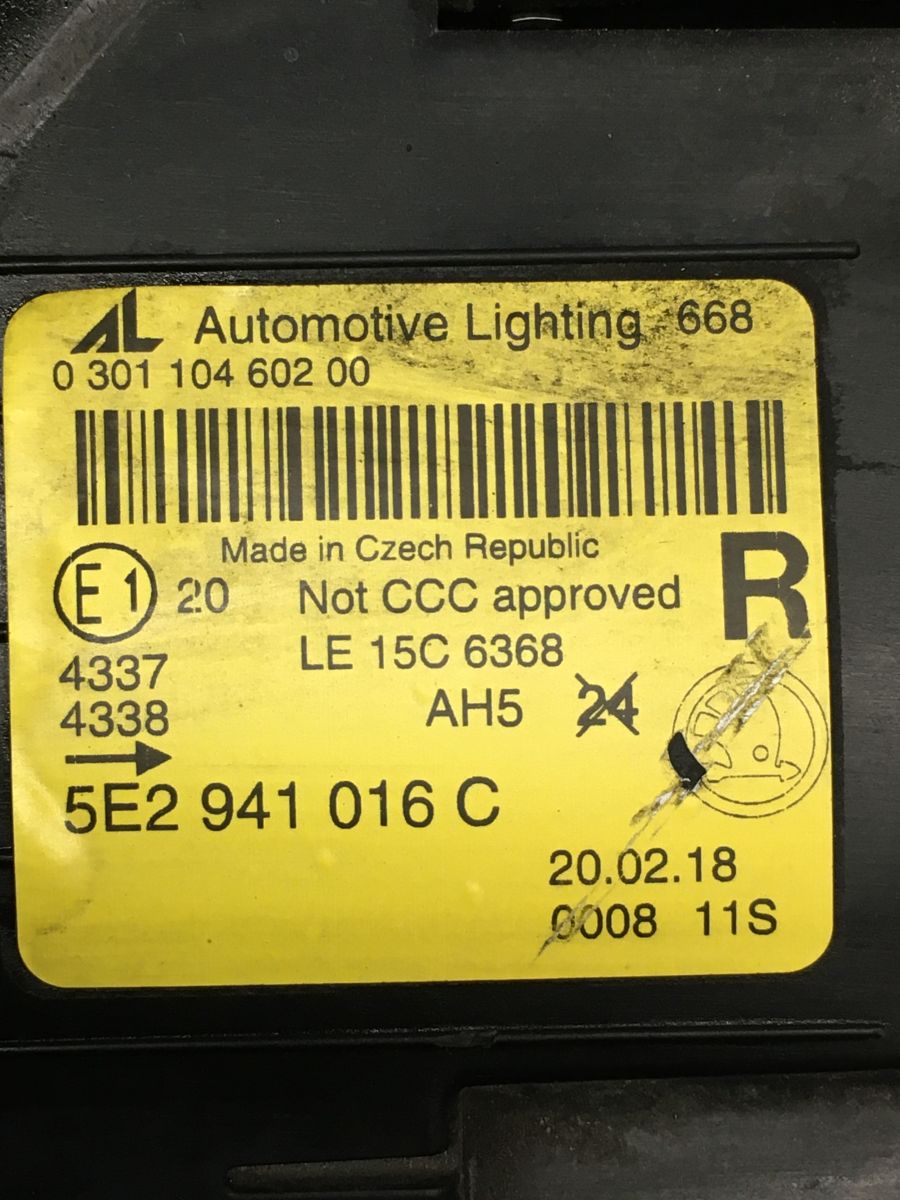 AL Automotive Lighting 668
0 301 104 602 00
Made in Czech Republic
R
E1 20 Not CCC approved
LE 15C 6368
4337
4338
AH5 24
→
5E2 941 016 C
20.02.18
0008 11S